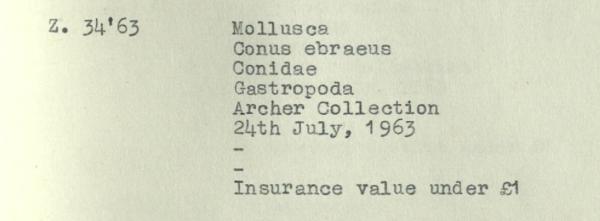 Z. 34'63 Mollusca
Conus ebraeus
Conidae
Gastropoda
Archer Collection
24th July, 1963
-
-
Insurance value under £1